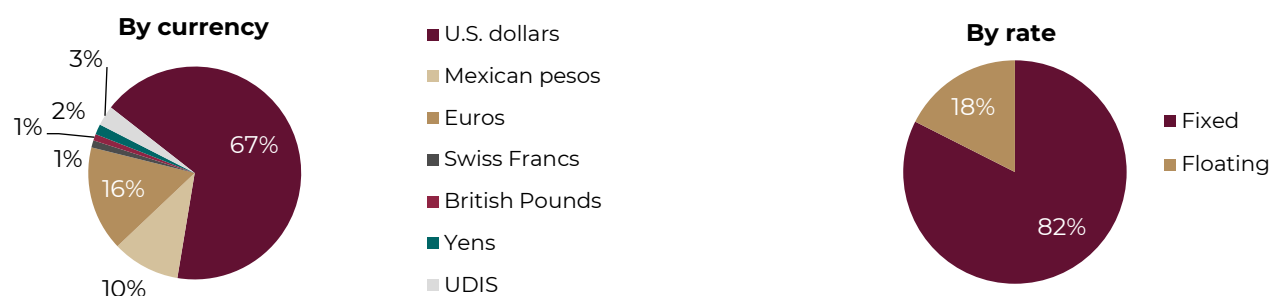 By currency
3%
2%
1%
1%
67%
16%
10%
U.S. dollars
Mexican pesos
Euros
Swiss Francs
British Pounds
Yens
UDIS
By rate
18%
82%
Fixed
Floating